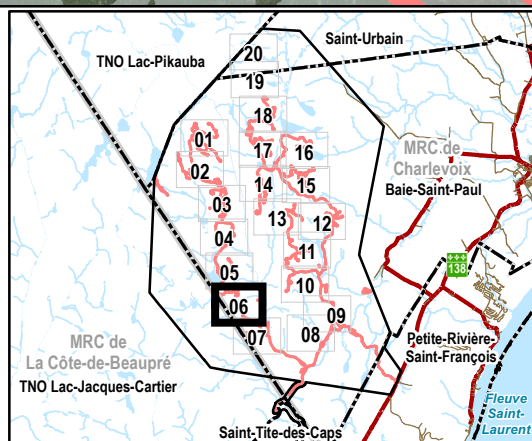 20
Saint-Urbain
TNO Lac-Pikauba
19
18
01
17
16
MRC de
Charlevoix
Baie-Saint-Paul
02
14
15
03
13
12
04
11
05
138
10
06
09
MRC de
La Côte-de-Beaupré
TNO Lac-Jacques-Cartier
07
08
Petite-Rivière-
Saint-François
Fleuve
Saint-
Laurent
Saint-Tite-des-Caps